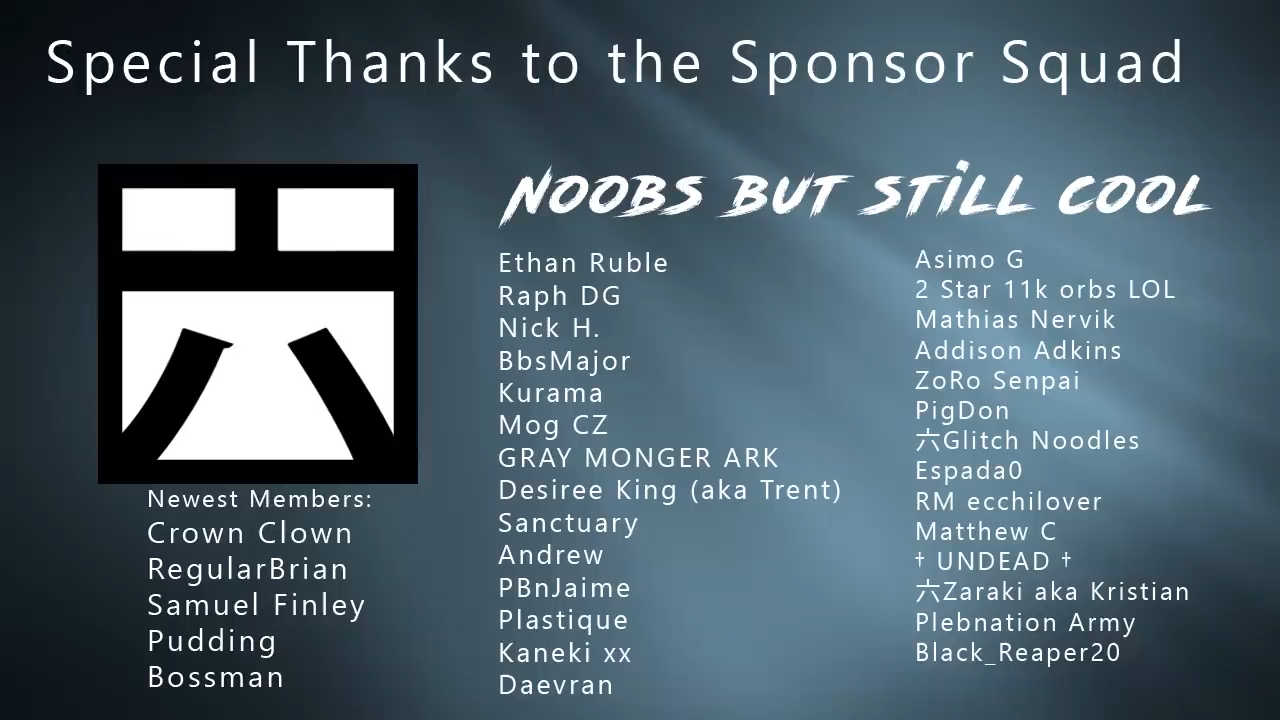 Special Thanks to the Sponsor Squad
六
Newest Members:
Crown Clown
RegularBrian
Samuel Finley
Pudding
Bossman
NOOBS BUT STILL COOL
Ethan Ruble
Raph DG
Nick H.
BbsMajor
Kurama
Mog CZ
GRAY MONGER ARK
Desiree King (aka Trent)
Sanctuary
Andrew
PBnJaime
Plastique
Kaneki xx
Daevran
Asimo G
2 Star 11k orbs LOL
Mathias Nervik
Addison Adkins
ZoRo Senpai
PigDon
六Glitch Noodles
Espada0
RM ecchilover
Matthew C
† UNDEAD †
六Zaraki aka Kristian
Plebnation Army
Black_Reaper20